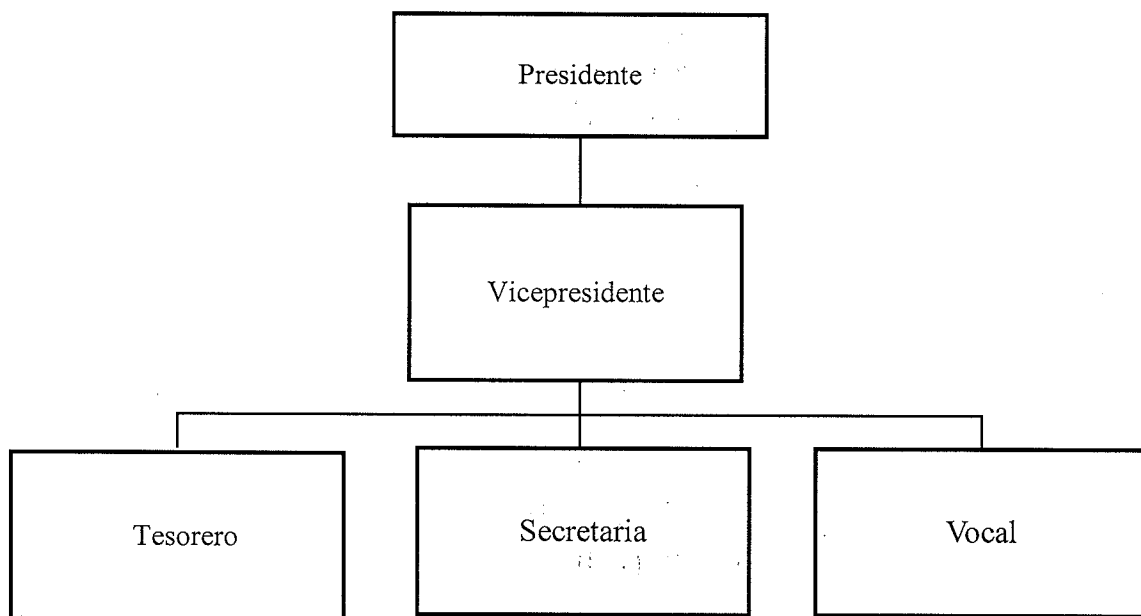 Presidente
Vicepresidente
Tesorero
Secretaria
Vocal